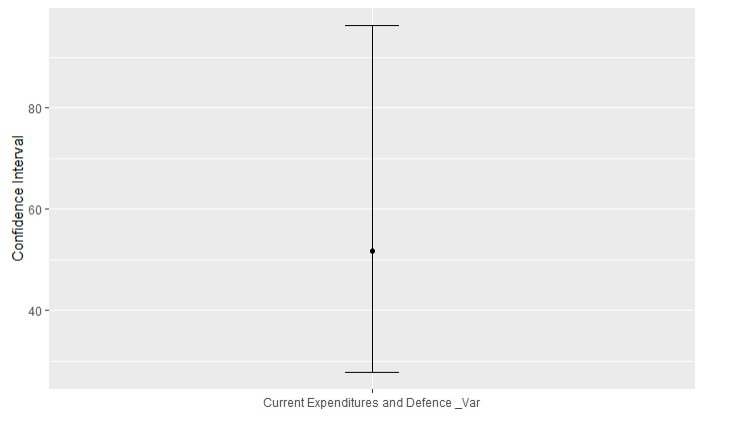 Confidence Interval
80
60
40
Current Expenditures and Defence _Var